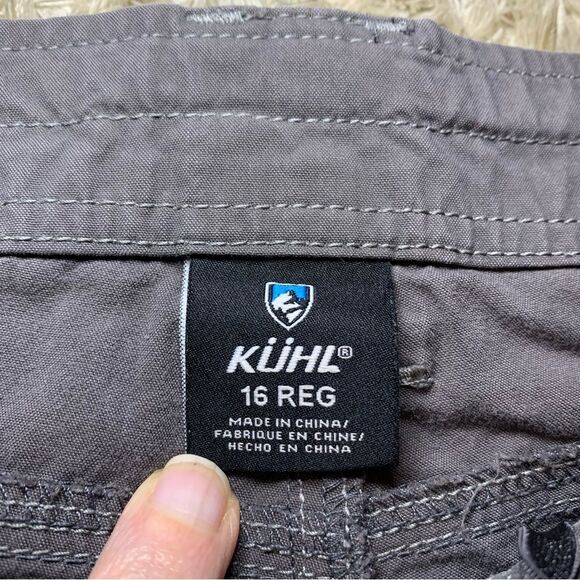 KÜHL®
16 REG
MADE IN CHINA/
FABRIQUE EN CHINE/
HECHO EN CHINA